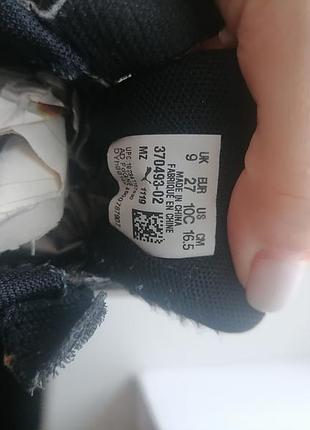 UK EUR US CM
9 27 10C 16.5
MADE IN CHINA
FABRIQUÉ EN CHINE
370493-02
MZ 1119
UPC